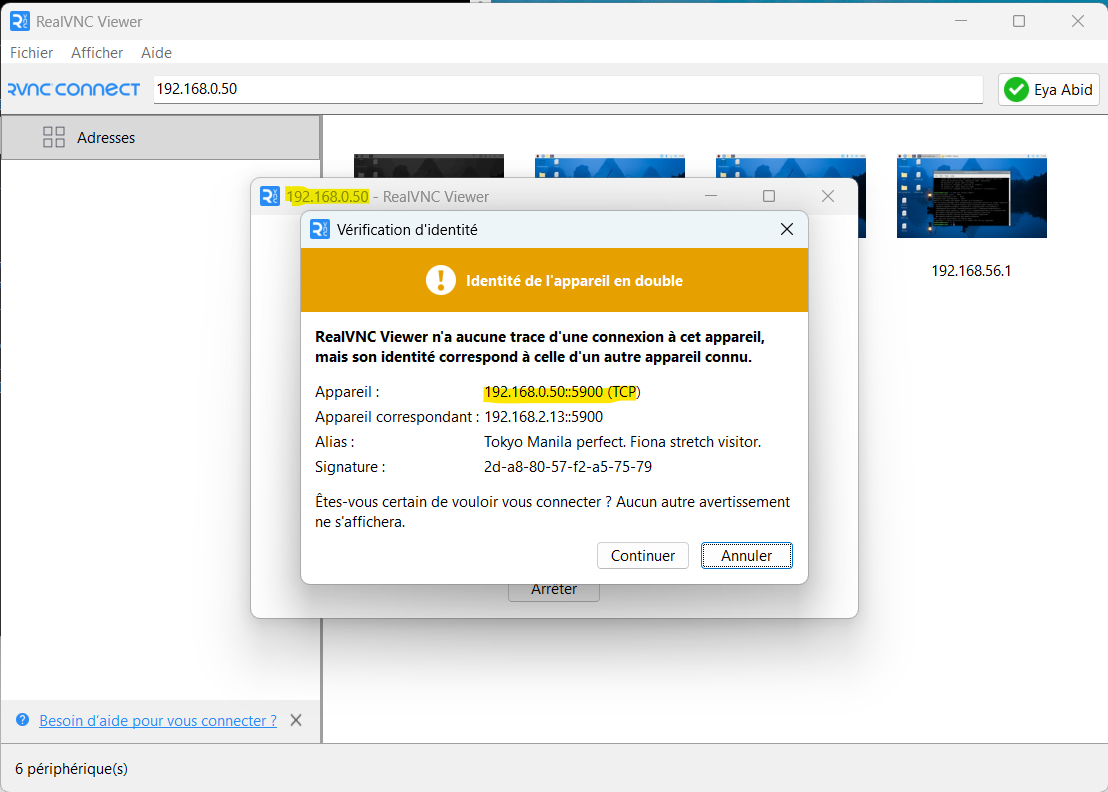 RealVNC Viewer
Fichier Afficher Aide
RVNC CONNECT 192.168.0.50 Eya Abid
Adresses
192.168.0.50 - RealVNC Viewer
Vérification d'identité
Identité de l'appareil en double
RealVNC Viewer n'a aucune trace d'une connexion à cet appareil,
mais son identité correspond à celle d'un autre appareil connu.
Appareil : 192.168.0.50::5900 (TCP)
Appareil correspondant : 192.168.2.13::5900
Alias : Tokyo Manila perfect. Fiona stretch visitor.
Signature : 2d-a8-80-57-f2-a5-75-79
Êtes-vous certain de vouloir vous connecter ? Aucun autre avertissement
ne s'affichera.
Continuer Annuler
Arrêter
192.168.56.1
Besoin d'aide pour vous connecter ?
6 périphérique(s)